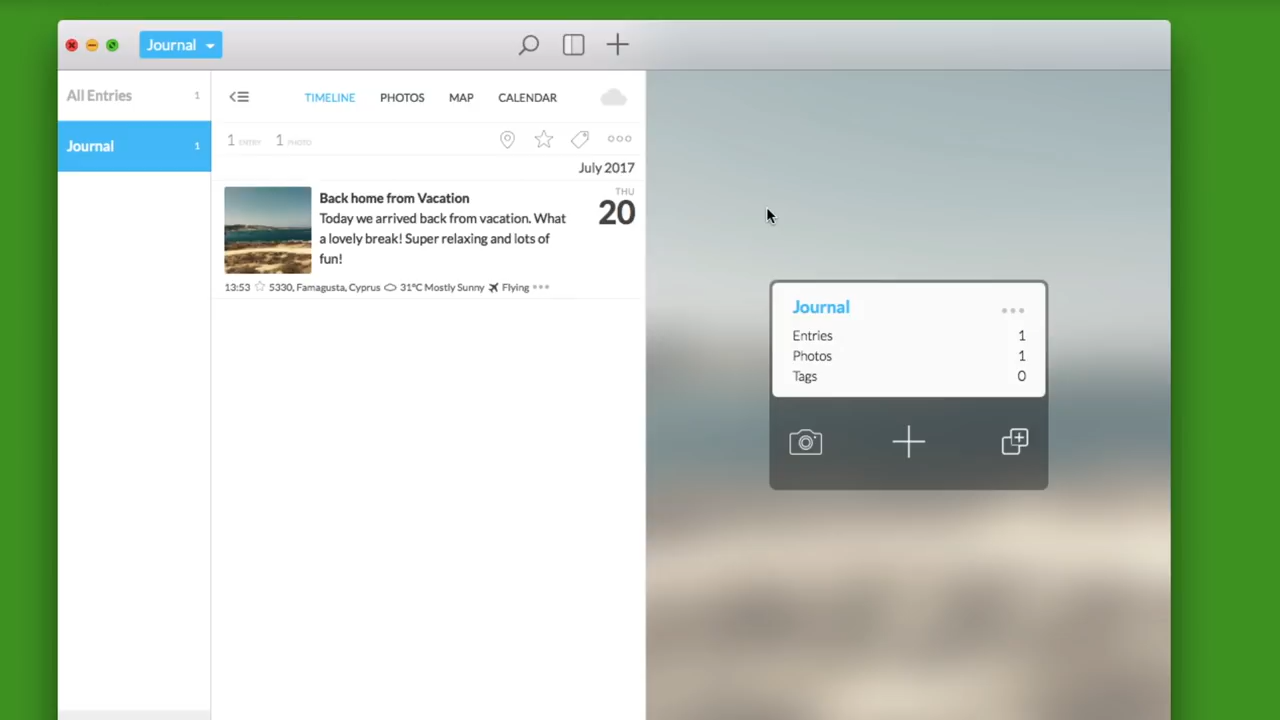 Journal
All Entries 1
Journal 1
TIMELINE PHOTOS MAP CALENDAR
1 ENTRY 1 PHOTO
July 2017
Back home from Vacation
Today we arrived back from vacation. What
a lovely break! Super relaxing and lots of
fun!
THU
20
13:53 5330, Famagusta, Cyprus 31°C Mostly Sunny Flying
Journal
Entries 1
Photos 1
Tags 0